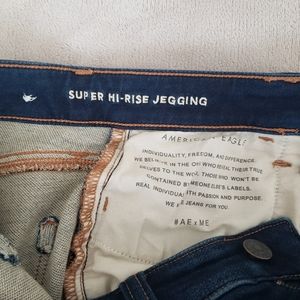 SUPER HI-RISE JEGGING
AMERICAN EAGLE
INDIVIDUALITY, FREEDOM, AND DIFFERENCE.
WE BELIEVE IN THE ONES WHO THEIR TRUE
SELVES TO THE WORLD. THOSE WHO WON'T BE
CONTAINED BY SOMEONE ELSE'S LABELS.
REAL INDIVIDUALS WITH PASSION AND PURPOSE.
WE JEANS FOR YOU
#AExME